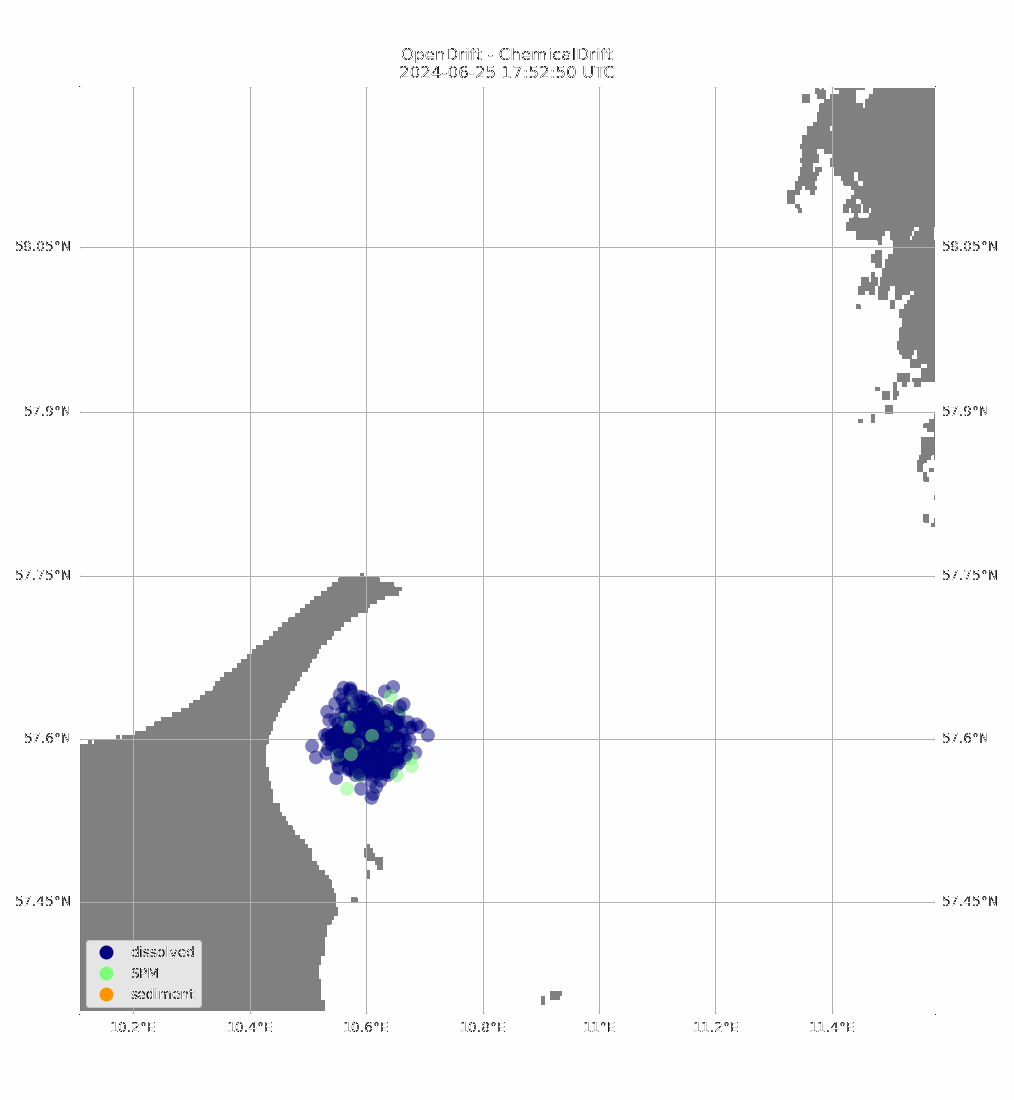 OpenDrift - ChemicalDrift
2024-06-25 17:52:50 UTC
58.05°N
58.05°N
57.9°N
57.9°N
57.75°N
57.75°N
57.6°N
57.6°N
57.45°N
57.45°N
dissolved
SPM
sediment
10.2°E
10.4°E
10.6°E
10.8°E
11°E
11.2°E
11.4°E